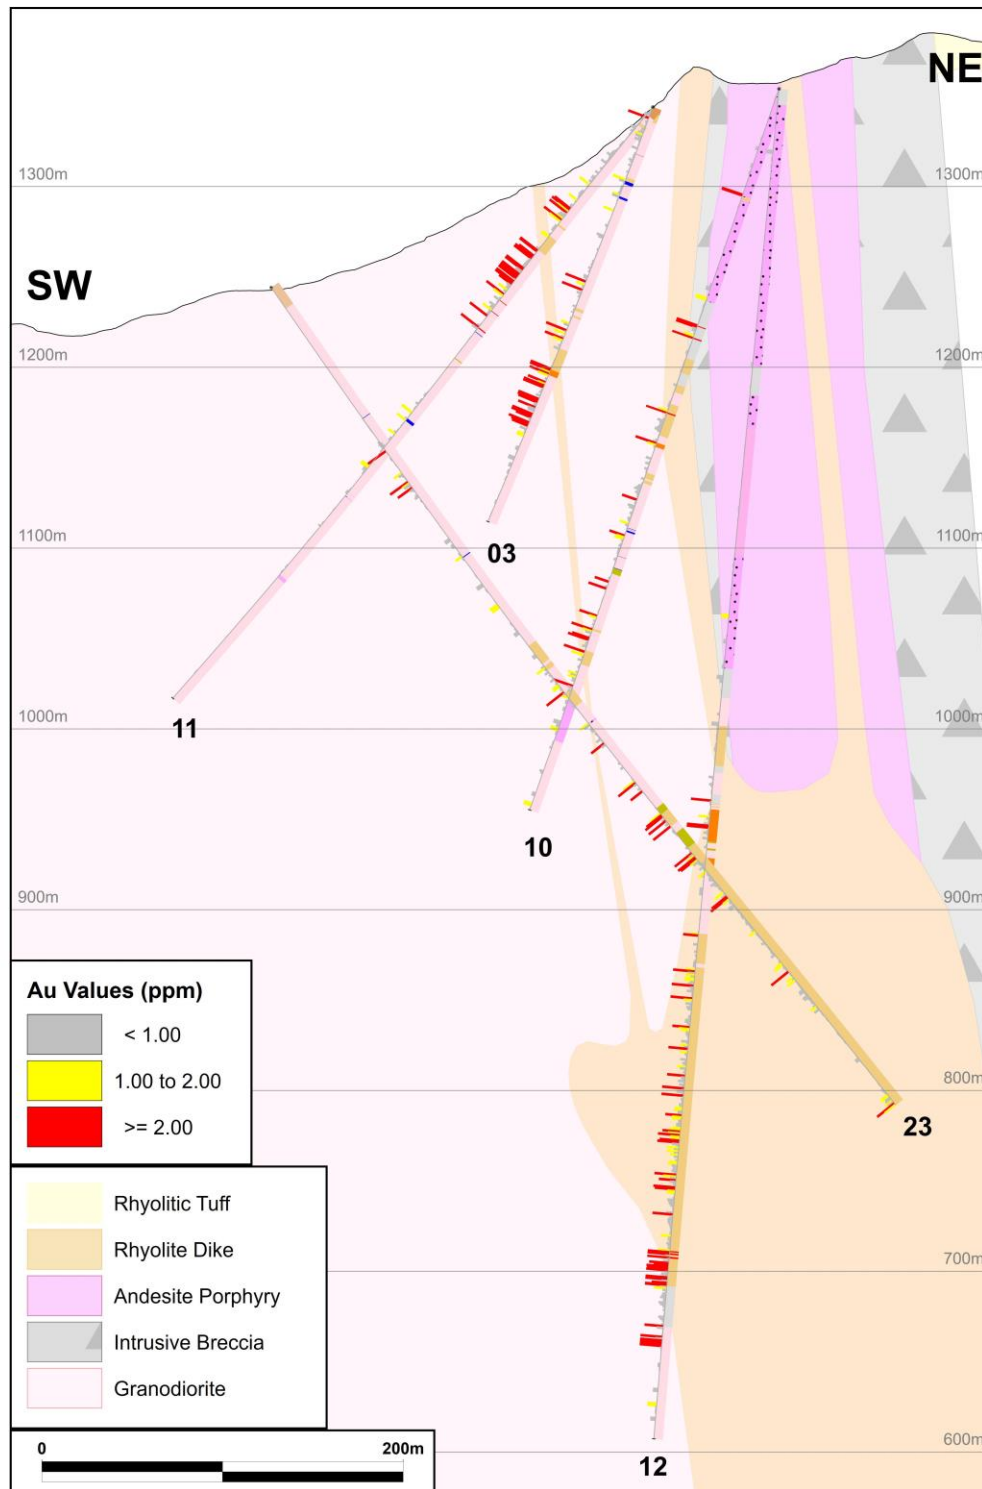 NE
1300m 1300m
SW
1200m 1200m
1100m 1100m
03
1000m 1000m
11
10
900m 900m
Au Values (ppm)
< 1.00
1.00 to 2.00
>= 2.00
800m
23
Rhyolitic Tuff
Rhyolite Dike
700m 700m
Andesite Porphyry
Intrusive Breccia
Granodiorite
0 200m
600m 600m
12